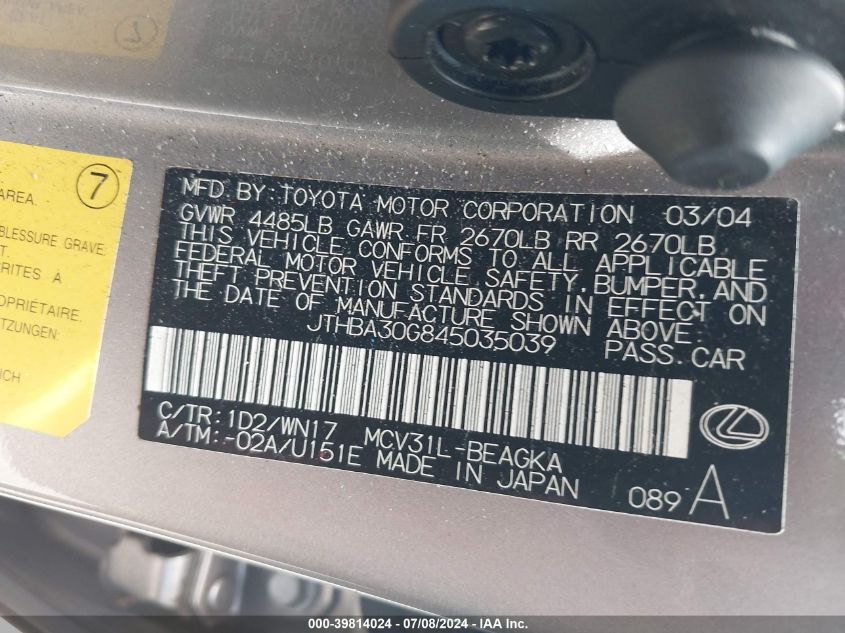 7
AREA.
BLESSURE GRAVE
RITES À
PROPRIÉTAIRE.
TZUNGEN:
ICH
MFD. BY: TOYOTA MOTOR CORPORATION 03/04
GVWR 4485LB GAWR FR 2670LB RR 2670LB
THIS VEHICLE CONFORMS TO ALL APPLICABLE
FEDERAL MOTOR VEHICLE SAFETY, BUMPER, AND
THEFT PREVENTION STANDARDS IN EFFECT ON
THE DATE OF MANUFACTURE SHOWN ABOVE.
JTHBA30G845035039 PASS. CAR
C/TR: 1D2/WN17 MCV31L-BEAGKA
A/TM: -02A/U151E MADE IN JAPAN
089 A
000-39814024 - 07/08/2024 - IAA Inc.